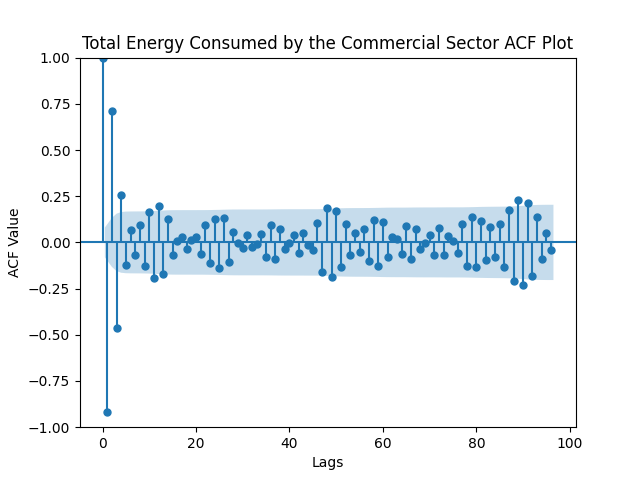 Total Energy Consumed by the Commercial Sector ACF Plot
1.00
0.75
0.50
0.25
0.00
−0.25
−0.50
−0.75
−1.00
ACF Value
0 20 40 60 80 100
Lags